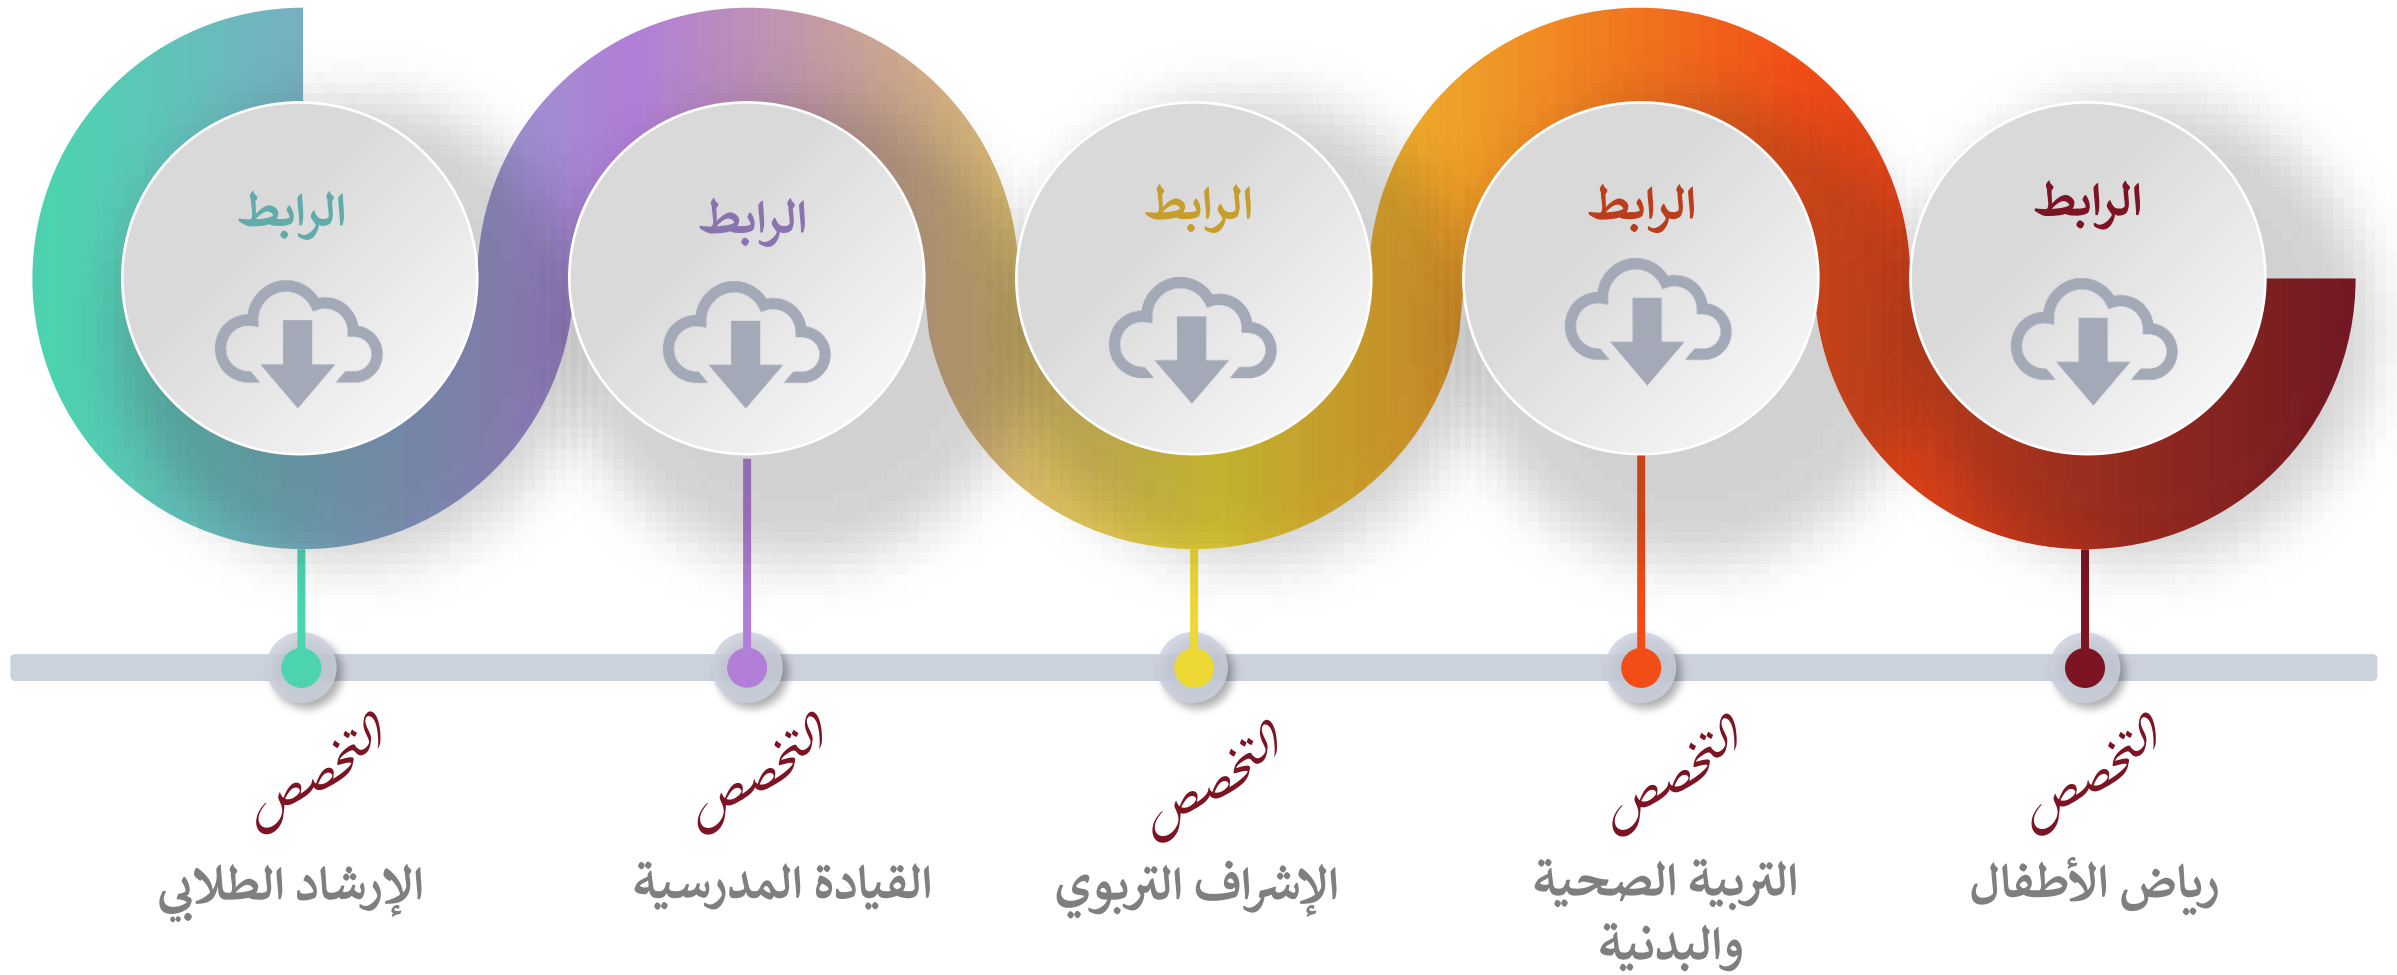 الرابط
الرابط
الرابط
الرابط
الرابط
التخصص
التخصص
التخصص
التخصص
التخصص
رياض الأطفال
التربية الصحية
والبدنية
الإشراف التربوي
القيادة المدرسية
الإرشاد الطلابي